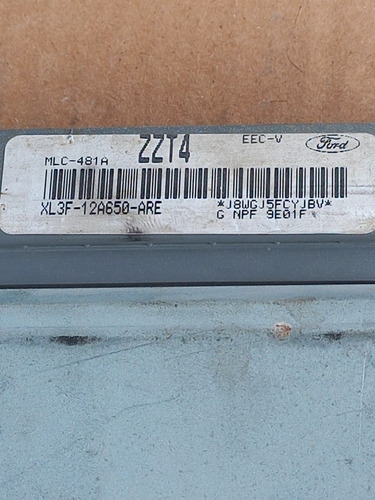 MLC-481A ZZT4 EEC-V Ford
XL3F-12A650-ARE *J8WGJ5FCYJBV*
G NPF 9E01F